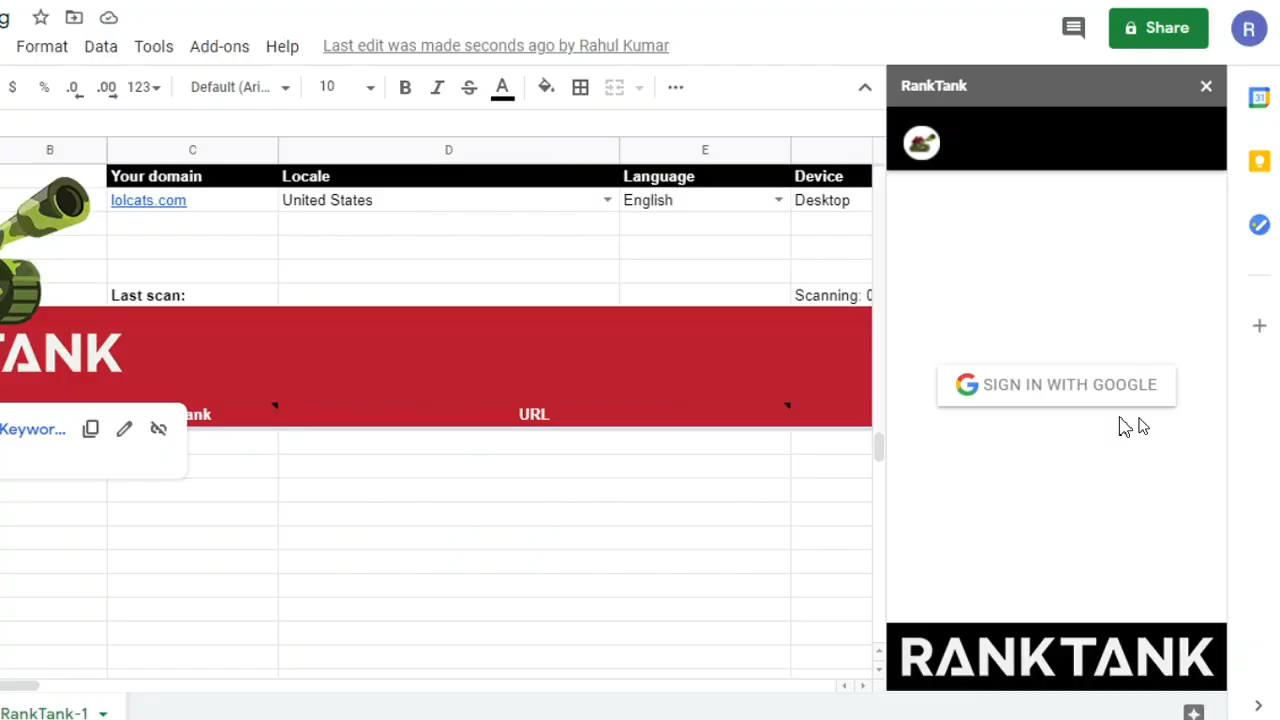 g
Format Data Tools Add-ons Help Last edit was made seconds ago by Rahul Kumar
Share
R
$ % .0 .00 123 Default (Ari... 10 B I S A
RankTank
31
B C D E
Your domain Locale Language Device
lolcats.com United States English Desktop
Last scan: Scanning: 0
TANK
ank URL
Keywor...
SIGN IN WITH GOOGLE
RANKTANK
RankTank-1